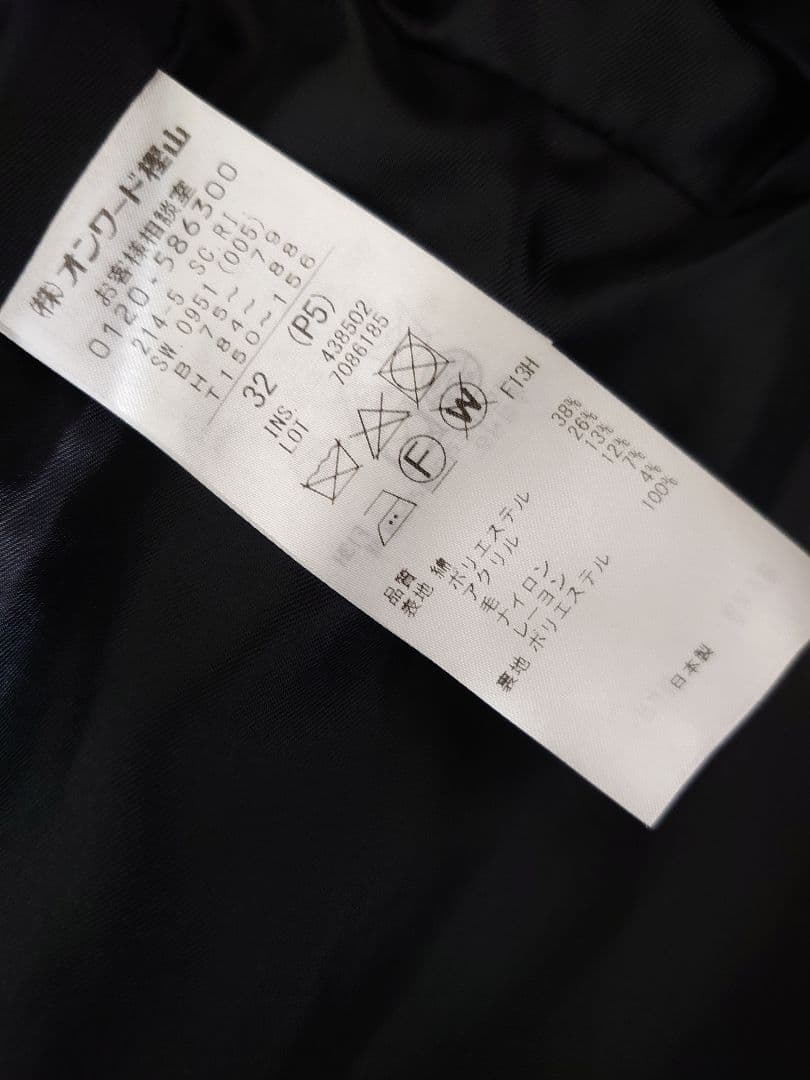 (株)オンワード樫山
お客様相談室
0120-586300
214-5 SC.RI.
SW 0951 (005)
B 75〜 79
H 84〜 88
T150〜156
32 (P5)
INS. 438502
LOT 7086185
F
W
F13H
品質
表地 綿 38%
ポリエステル 26%
アクリル 13%
毛 12%
ナイロン 7%
レーヨン 4%
裏地 ポリエステル 100%
日本製